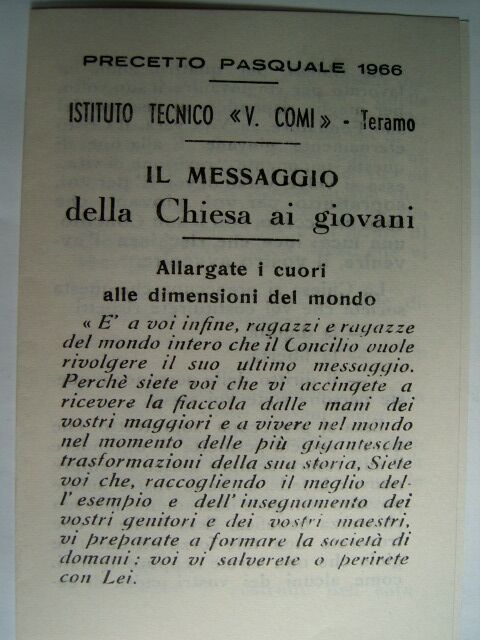 PRECETTO PASQUALE 1966
ISTITUTO TECNICO «V. COMI» - Teramo
IL MESSAGGIO
della Chiesa ai giovani
Allargate i cuori
alle dimensioni del mondo
« E' a voi infine, ragazzi e ragazze
del mondo intero che il Concilio vuole
rivolgere il suo ultimo messaggio.
Perchè siete voi che vi accingete a
ricevere la fiaccola dalle mani dei
vostri maggiori e a vivere nel mondo
nel momento delle più gigantesche
trasformazioni della sua storia, Siete
voi che, raccogliendo il meglio del-
l'esempio e dell'insegnamento dei
vostri genitori e dei vostri maestri,
vi preparate a formare la società di
domani : voi vi salverete o perirete
con Lei.